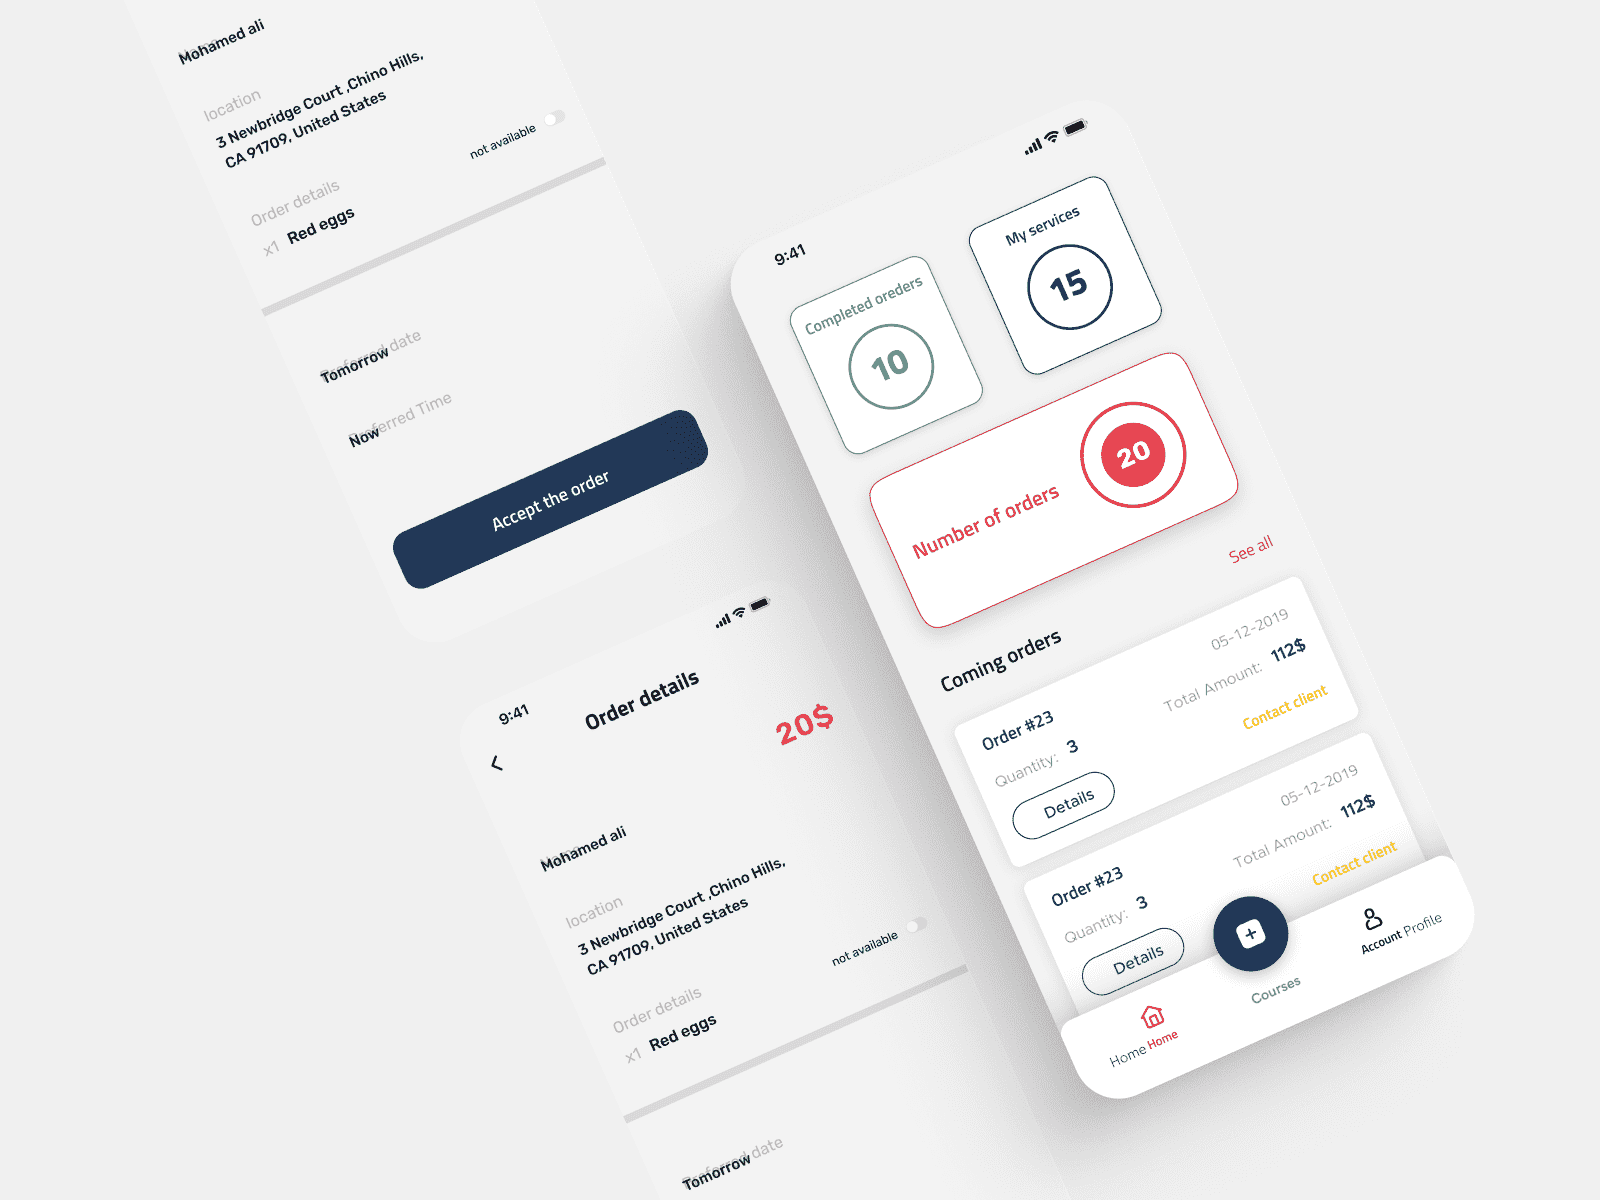 Name
Mohamed ali
location
3 Newbridge Court ,Chino Hills,
CA 91709, United States
not available
Order details
x1 Red eggs
Preferred date
Tomorrow
Preferred Time
Now
Accept the order
9:41
Order details
20$
Name
Mohamed ali
location
3 Newbridge Court ,Chino Hills,
CA 91709, United States
not available
Order details
x1 Red eggs
Preferred date
Tomorrow
9:41
Completed oreders
10
My services
15
Number of orders
20
See all
Coming orders
05-12-2019
Order #23
Total Amount: 112$
Quantity: 3
Contact client
Details
05-12-2019
Order #23
Total Amount: 112$
Quantity: 3
Contact client
Details
Home Home
Courses
Account Profile